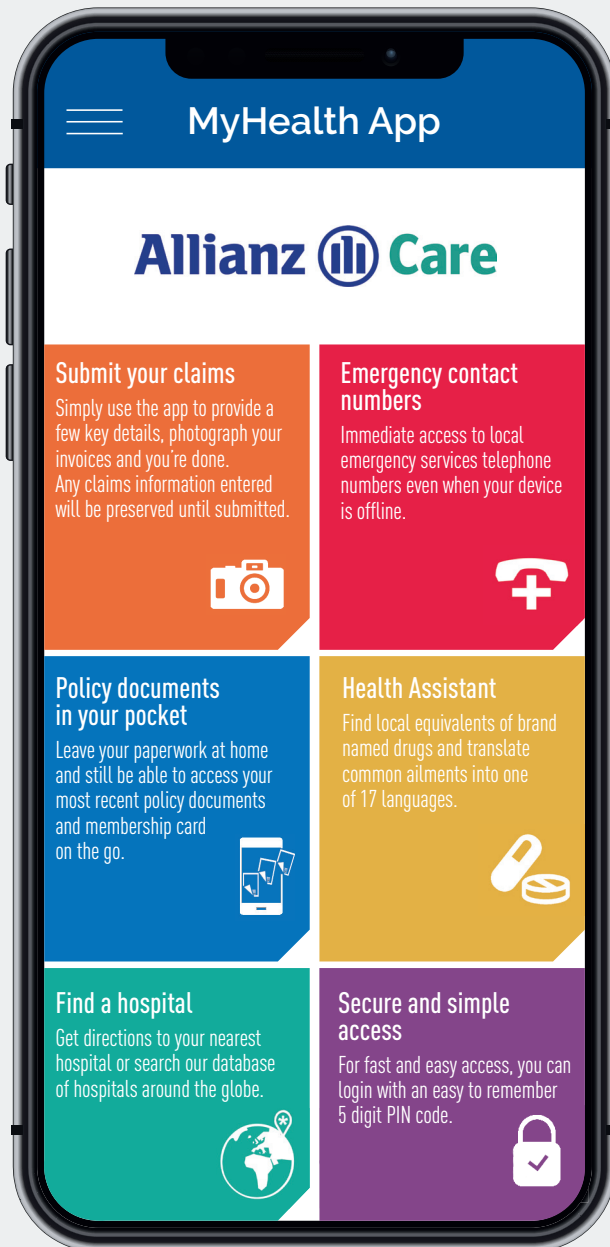 MyHealth App
Allianz Care
Submit your claims
Simply use the app to provide a
few key details, photograph your
invoices and you're done.
Any claims information entered
will be preserved until submitted.
Emergency contact
numbers
Immediate access to local
emergency services telephone
numbers even when your device
is offline.
Policy documents
in your pocket
Leave your paperwork at home
and still be able to access your
most recent policy documents
and membership card
on the go.
Health Assistant
Find local equivalents of brand
named drugs and translate
common ailments into one
of 17 languages.
Find a hospital
Get directions to your nearest
hospital or search our database
of hospitals around the globe.
Secure and simple
access
For fast and easy access, you can
login with an easy to remember
5 digit PIN code.